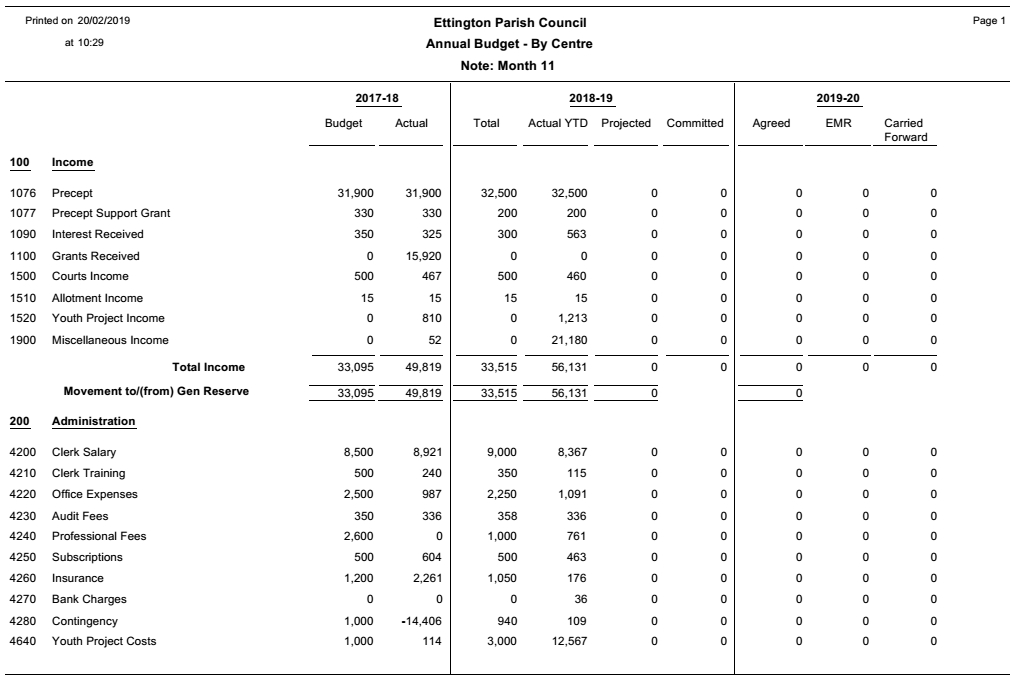 Printed on 20/02/2019 Ettington Parish Council Page 1
at 10:29 Annual Budget - By Centre
Note: Month 11
2017-18 2018-19 2019-20
Budget Actual Total Actual YTD Projected Committed Agreed EMR Carried Forward
100 Income
1076 Precept 31,900 31,900 32,500 32,500 0 0 0 0 0
1077 Precept Support Grant 330 330 200 200 0 0 0 0 0
1090 Interest Received 350 325 300 563 0 0 0 0 0
1100 Grants Received 0 15,920 0 0 0 0 0 0 0
1500 Courts Income 500 467 500 460 0 0 0 0 0
1510 Allotment Income 15 15 15 15 0 0 0 0 0
1520 Youth Project Income 0 810 0 1,213 0 0 0 0 0
1900 Miscellaneous Income 0 52 0 21,180 0 0 0 0 0
Total Income 33,095 49,819 33,515 56,131 0 0 0 0 0
Movement to/(from) Gen Reserve 33,095 49,819 33,515 56,131 0 0
200 Administration
4200 Clerk Salary 8,500 8,921 9,000 8,367 0 0 0 0 0
4210 Clerk Training 500 240 350 115 0 0 0 0 0
4220 Office Expenses 2,500 987 2,250 1,091 0 0 0 0 0
4230 Audit Fees 350 336 358 336 0 0 0 0 0
4240 Professional Fees 2,600 0 1,000 761 0 0 0 0 0
4250 Subscriptions 500 604 500 463 0 0 0 0 0
4260 Insurance 1,200 2,261 1,050 176 0 0 0 0 0
4270 Bank Charges 0 0 0 36 0 0 0 0 0
4280 Contingency 1,000 -14,406 940 109 0 0 0 0 0
4640 Youth Project Costs 1,000 114 3,000 12,567 0 0 0 0 0